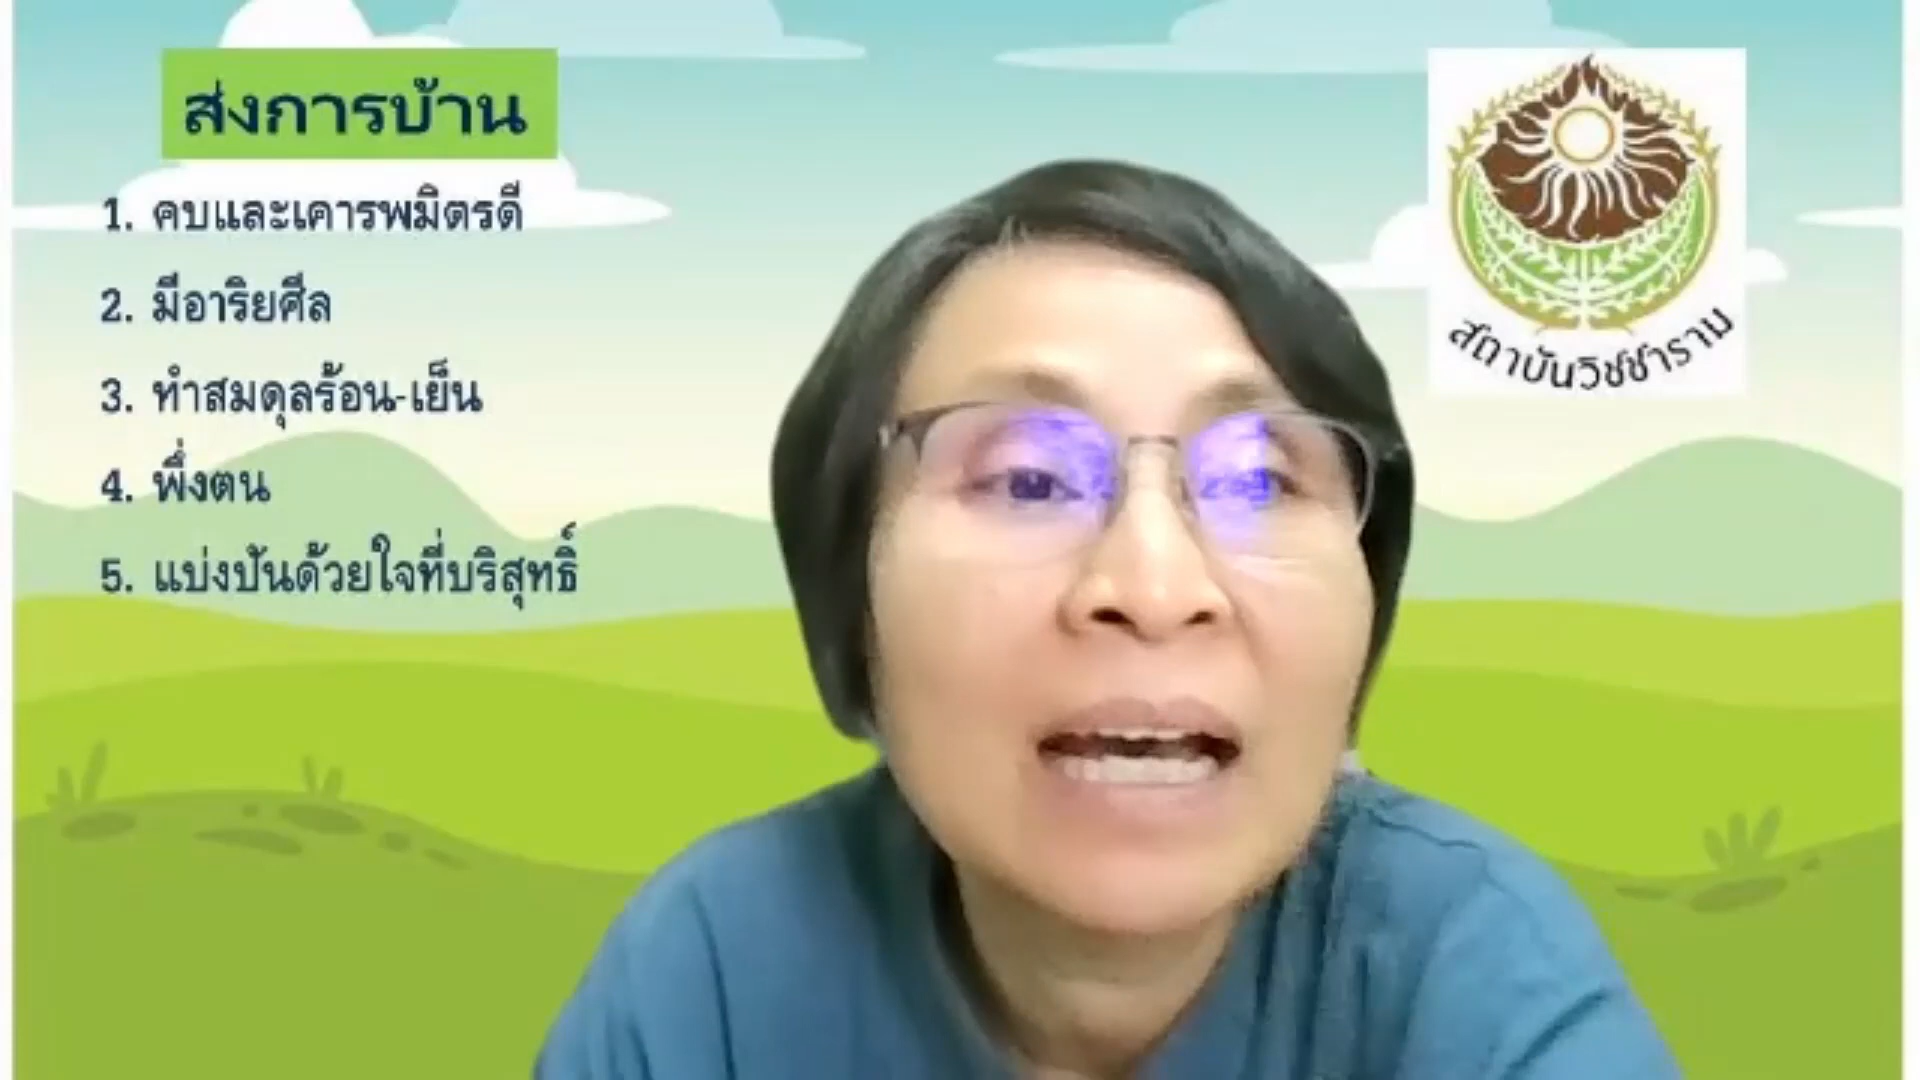 ส่งการบ้าน
1. คบและเคารพมิตรดี
2. มีอาริยศีล
3. ทำสมดุลร้อน-เย็น
4. พึ่งตน
5. แบ่งปันด้วยใจที่บริสุทธิ์
สถาบันวิชชาราม